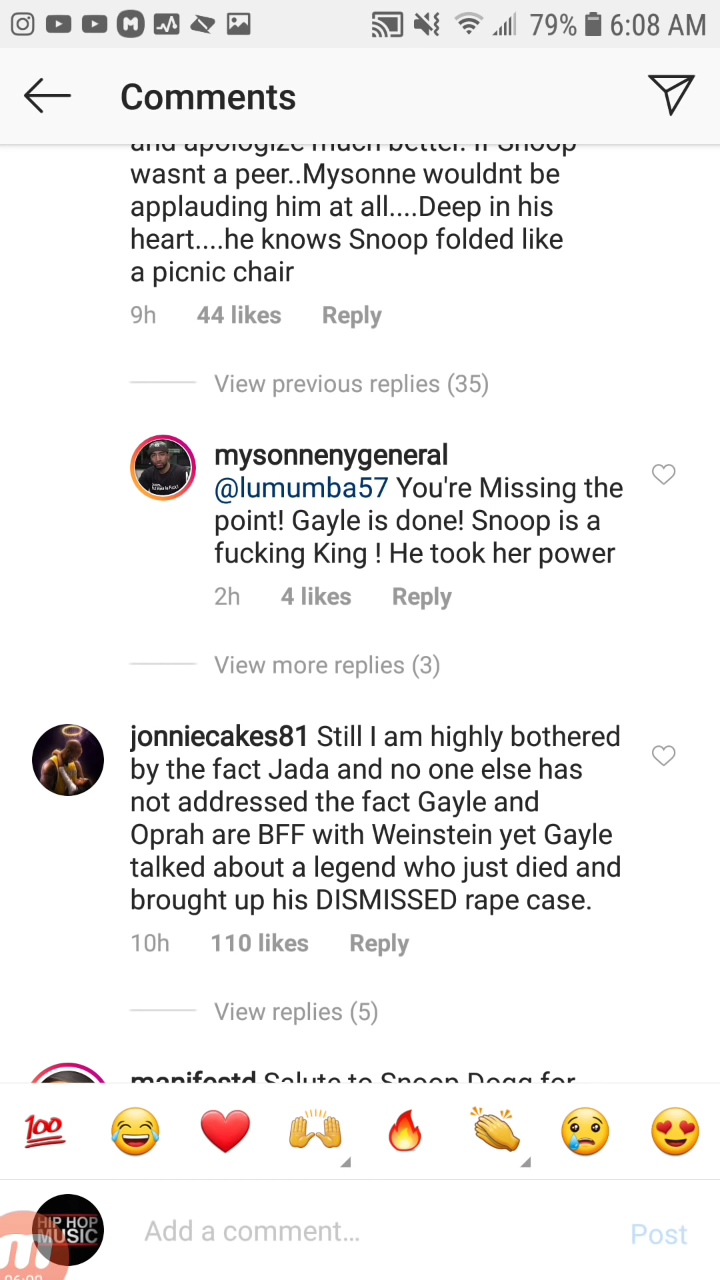 79% 6:08 AM
Comments
and apologize much better. If Snoop
wasnt a peer..Mysonne wouldnt be
applauding him at all....Deep in his
heart....he knows Snoop folded like
a picnic chair
9h 44 likes Reply
View previous replies (35)
mysonnenygeneral
@lumumba57 You're Missing the
point! Gayle is done! Snoop is a
fucking King ! He took her power
2h 4 likes Reply
View more replies (3)
jonniecakes81 Still I am highly bothered
by the fact Jada and no one else has
not addressed the fact Gayle and
Oprah are BFF with Weinstein yet Gayle
talked about a legend who just died and
brought up his DISMISSED rape case.
10h 110 likes Reply
View replies (5)
manifestd Salute to Snoop Dogg for
100
HIP HOP
MUSIC
Add a comment...
Post